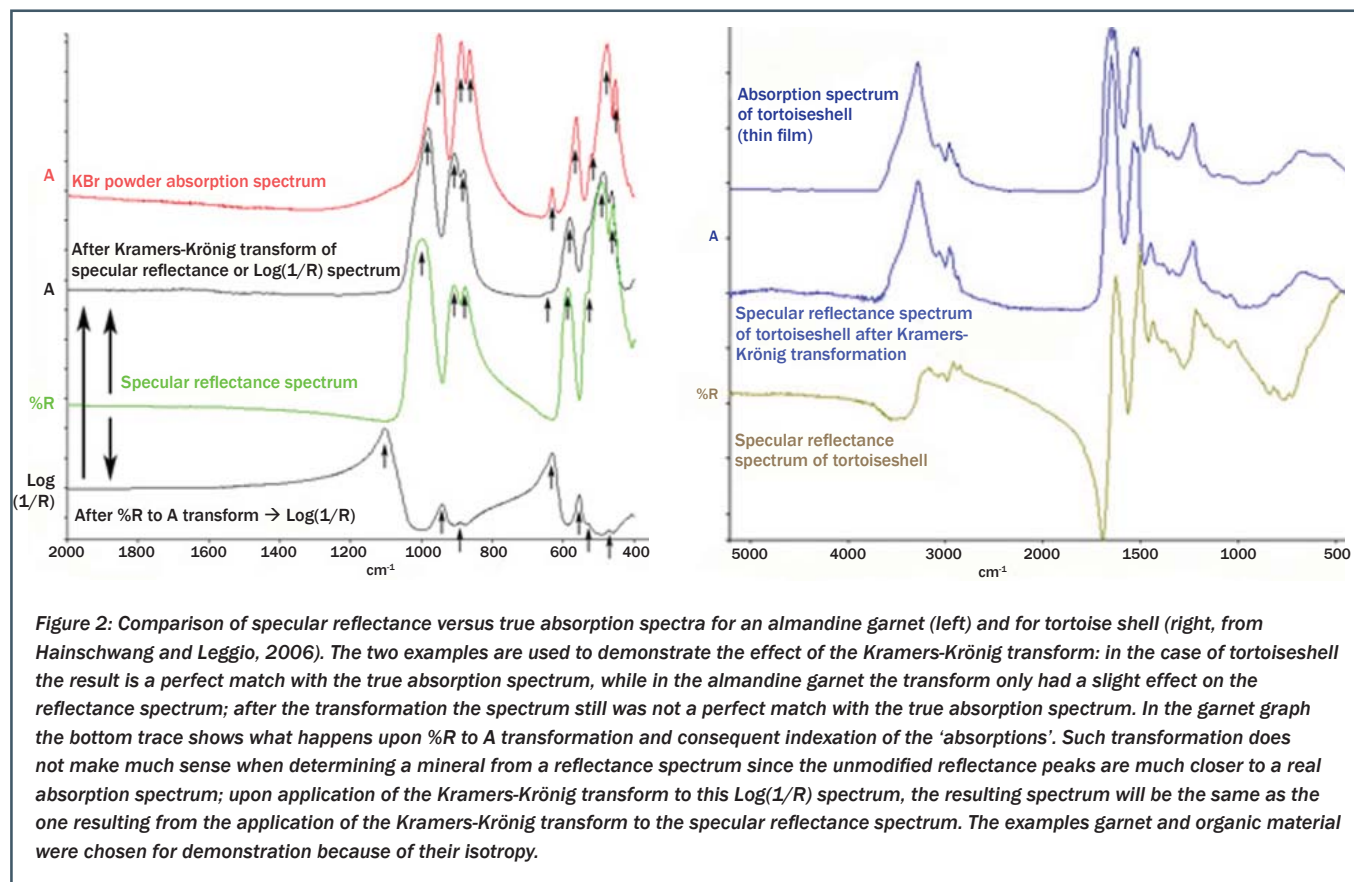 A
KBr powder absorption spectrum
After Kramers-Krönig transform of
specular reflectance or Log(1/R) spectrum
A
Specular reflectance spectrum
%R
Log
(1/R)
After %R to A transform → Log(1/R)
2000 1800 1600 1400 1200 1000 800 600 400
cm-1
Absorption spectrum
of tortoiseshell
(thin film)
A
Specular reflectance spectrum
of tortoiseshell after Kramers-
Krönig transformation
%R
Specular reflectance
spectrum of tortoiseshell
5000 4000 3000 2000 1500 1000 500
cm-1
Figure 2: Comparison of specular reflectance versus true absorption spectra for an almandine garnet (left) and for tortoise shell (right, from
Hainschwang and Leggio, 2006). The two examples are used to demonstrate the effect of the Kramers-Krönig transform: in the case of tortoiseshell
the result is a perfect match with the true absorption spectrum, while in the almandine garnet the transform only had a slight effect on the
reflectance spectrum; after the transformation the spectrum still was not a perfect match with the true absorption spectrum. In the garnet graph
the bottom trace shows what happens upon %R to A transformation and consequent indexation of the ‘absorptions’. Such transformation does
not make much sense when determining a mineral from a reflectance spectrum since the unmodified reflectance peaks are much closer to a real
absorption spectrum; upon application of the Kramers-Krönig transform to this Log(1/R) spectrum, the resulting spectrum will be the same as the
one resulting from the application of the Kramers-Krönig transform to the specular reflectance spectrum. The examples garnet and organic material
were chosen for demonstration because of their isotropy.